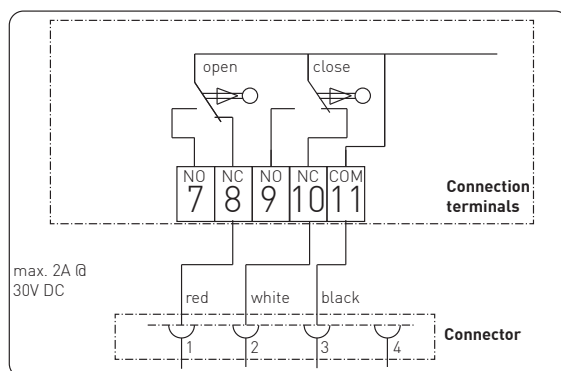 open close
NO NC NO NC COM
7 8 9 10 11
Connection
terminals
max. 2A @
30V DC
red white black
Connector
1 2 3 4